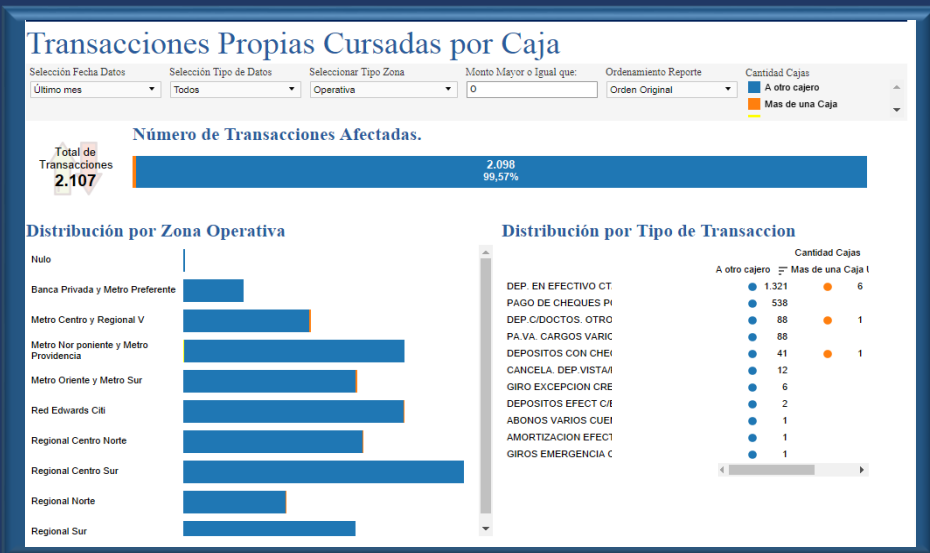 Transacciones Propias Cursadas por Caja
Selección Fecha Datos
Selección Tipo de Datos
Seleccionar Tipo Zona
Monto Mayor o Igual que:
Ordenamiento Reporte
Cantidad Cajas
Último mes
Todos
Operativa
0
Orden Original
A otro cajero
Mas de una Caja
Número de Transacciones Afectadas.
Total de
Transacciones
2.107
2.098
99,57%
Distribución por Zona Operativa
Nulo
Banca Privada y Metro Preferente
Metro Centro y Regional V
Metro Nor poniente y Metro
Providencia
Metro Oriente y Metro Sur
Red Edwards Citi
Regional Centro Norte
Regional Centro Sur
Regional Norte
Regional Sur
Distribución por Tipo de Transaccion
Cantidad Cajas
A otro cajero Mas de una Caja
DEP. EN EFECTIVO CT. 1.321 6
PAGO DE CHEQUES 538
DEP.C/DOCTOS. OTRO 88 1
PA.VA. CARGOS VARIO 88
DEPOSITOS CON CHE 41 1
CANCELA. DEP.VISTA/ 12
GIRO EXCEPCION CRE 6
DEPOSITOS EFECT C/ 2
ABONOS VARIOS CUE 1
AMORTIZACION EFECT 1
GIROS EMERGENCIA 1